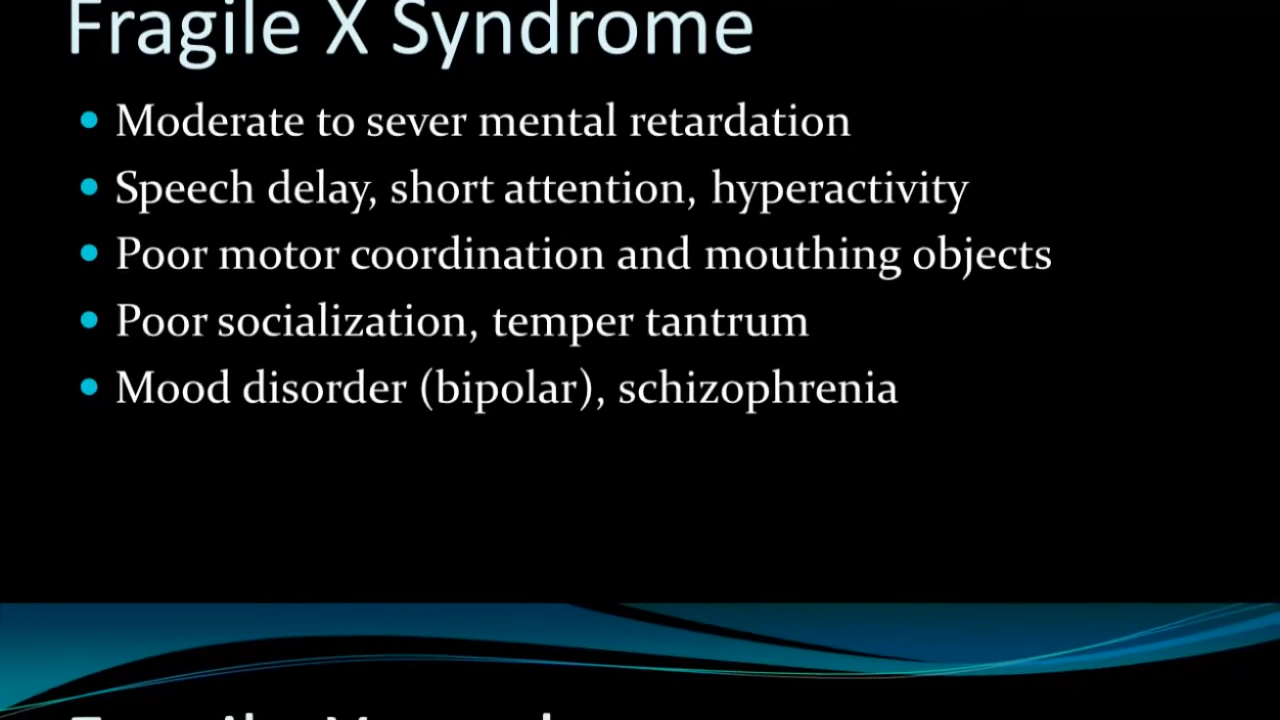 Fragile X Syndrome
• Moderate to sever mental retardation
• Speech delay, short attention, hyperactivity
• Poor motor coordination and mouthing objects
• Poor socialization, temper tantrum
• Mood disorder (bipolar), schizophrenia